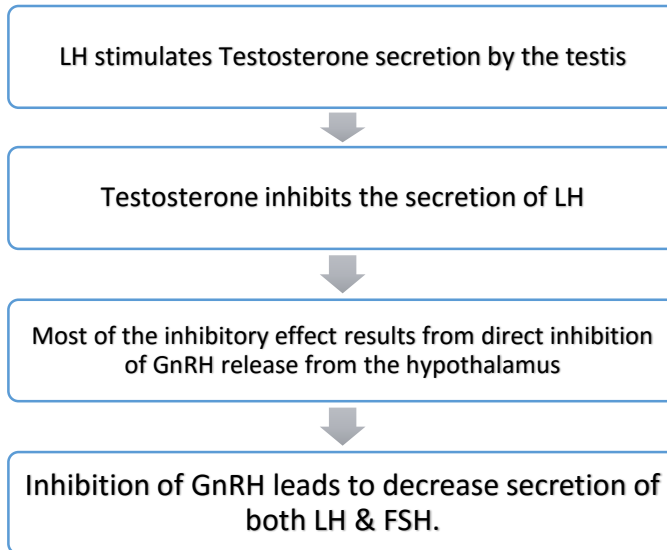 LH stimulates Testosterone secretion by the testis
Testosterone inhibits the secretion of LH
Most of the inhibitory effect results from direct inhibition
of GnRH release from the hypothalamus
Inhibition of GnRH leads to decrease secretion of
both LH & FSH.